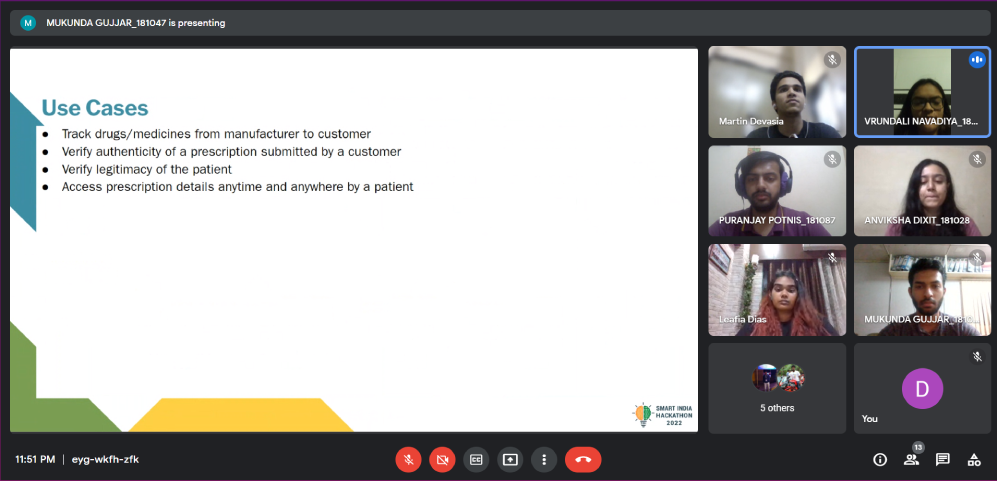 M MUKUNDA GUJJAR_181047 is presenting
Use Cases
● Track drugs/medicines from manufacturer to customer
● Verify authenticity of a prescription submitted by a customer
● Verify legitimacy of the patient
● Access prescription details anytime and anywhere by a patient
SMART INDIA
HACKATHON
2022
Martin Devasia
VRUNDALI NAVADIYA_18...
PURANJAY POTNIS_181087
ANVIKSHA DIXIT_181028
Leafia Dias
MUKUNDA GUJJAR_181...
5 others
D
You
11:51 PM | eyg-wkfh-zfk
CC
13